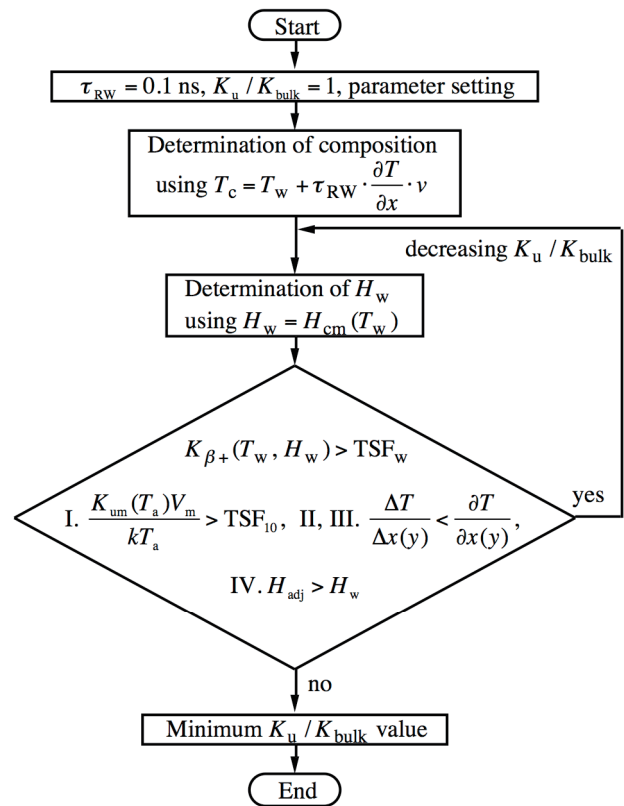 Start
τ_RW = 0.1 ns, K_u / K_bulk = 1, parameter setting
Determination of composition
using T_c = T_w + τ_RW · ∂T/∂x · v
decreasing K_u / K_bulk
Determination of H_w
using H_w = H_cm (T_w)
K_β+ (T_w , H_w) > TSF_w
yes
I. K_um (T_a) V_m / kT_a > TSF_10, II, III. ΔT/Δx(y) < ∂T/∂x(y),
IV. H_adj > H_w
no
Minimum K_u / K_bulk value
End